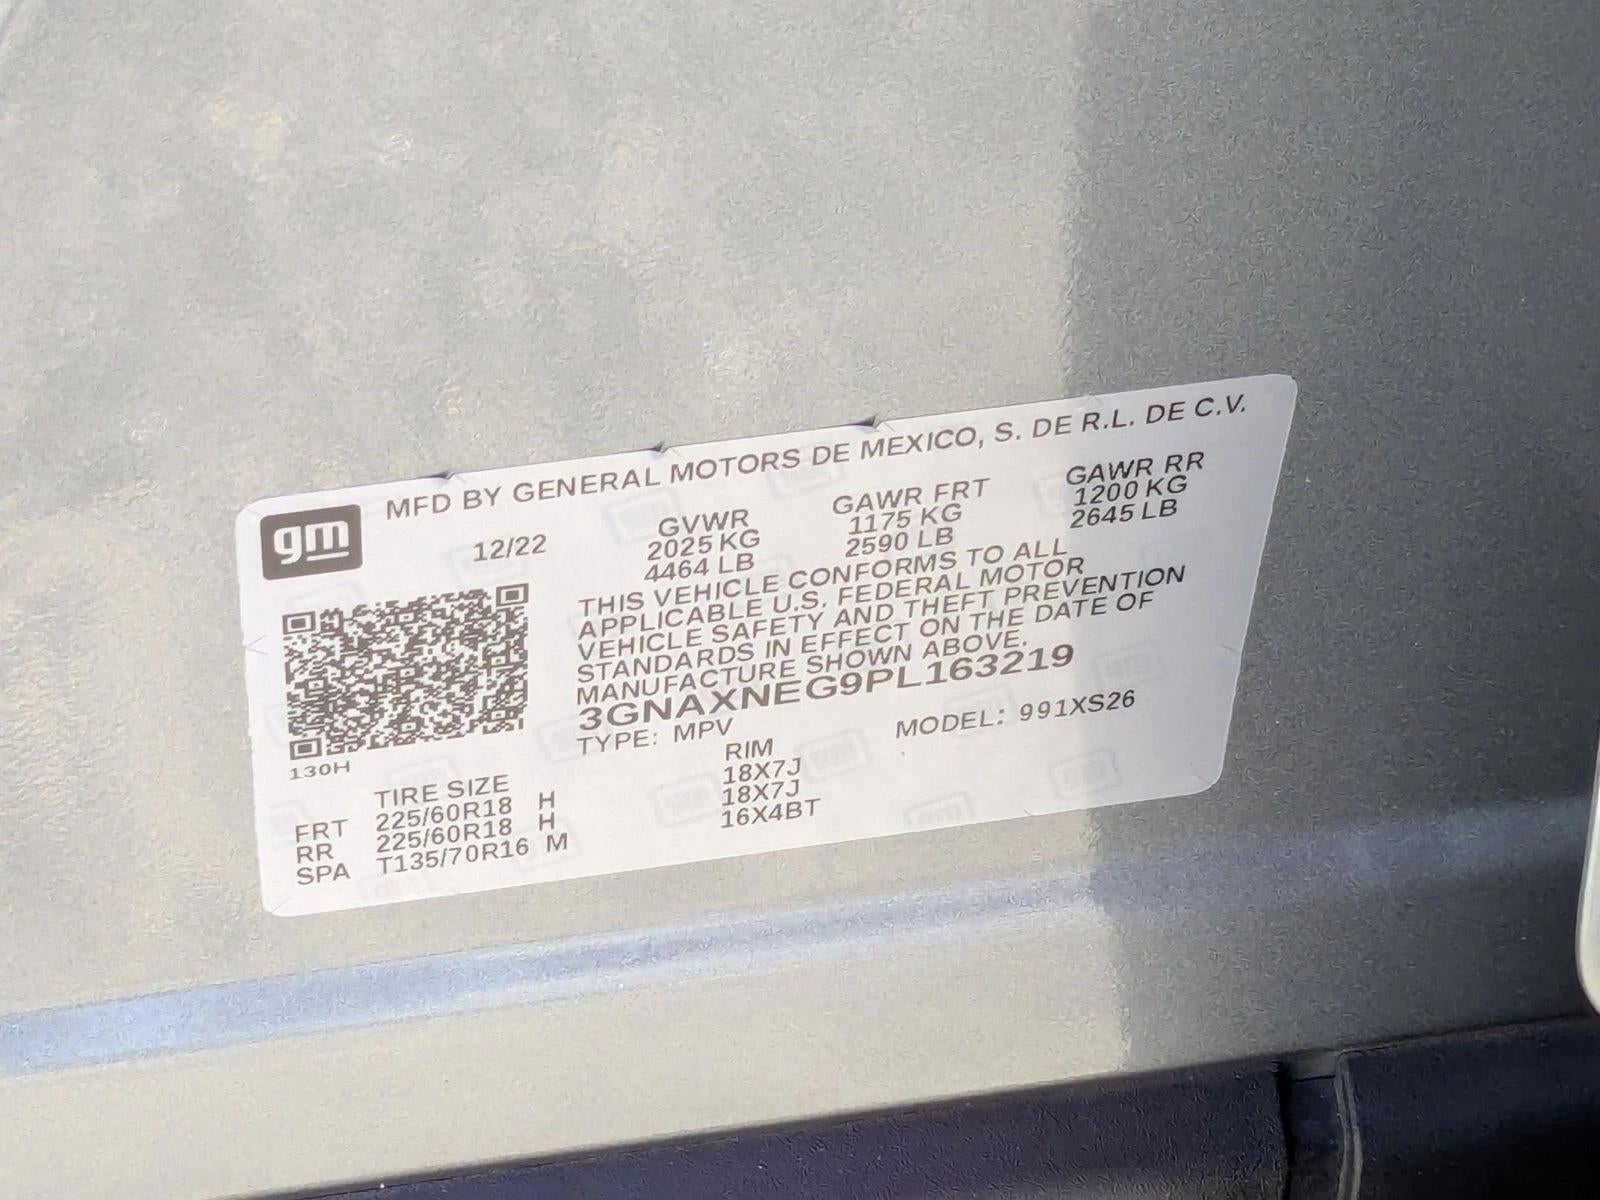 MFD BY GENERAL MOTORS DE MEXICO, S. DE R.L. DE C.V.
gm
12/22
GVWR GAWR FRT GAWR RR
2025 KG 1175 KG 1200 KG
4464 LB 2590 LB 2645 LB
THIS VEHICLE CONFORMS TO ALL
APPLICABLE U.S. FEDERAL MOTOR
VEHICLE SAFETY AND THEFT PREVENTION
STANDARDS IN EFFECT ON THE DATE OF
MANUFACTURE SHOWN ABOVE.
3GNAXNEG9PL163219
TYPE: MPV MODEL: 991XS26
130H
TIRE SIZE RIM
FRT 225/60R18 H 18X7J
RR 225/60R18 H 18X7J
SPA T135/70R16 M 16X4BT